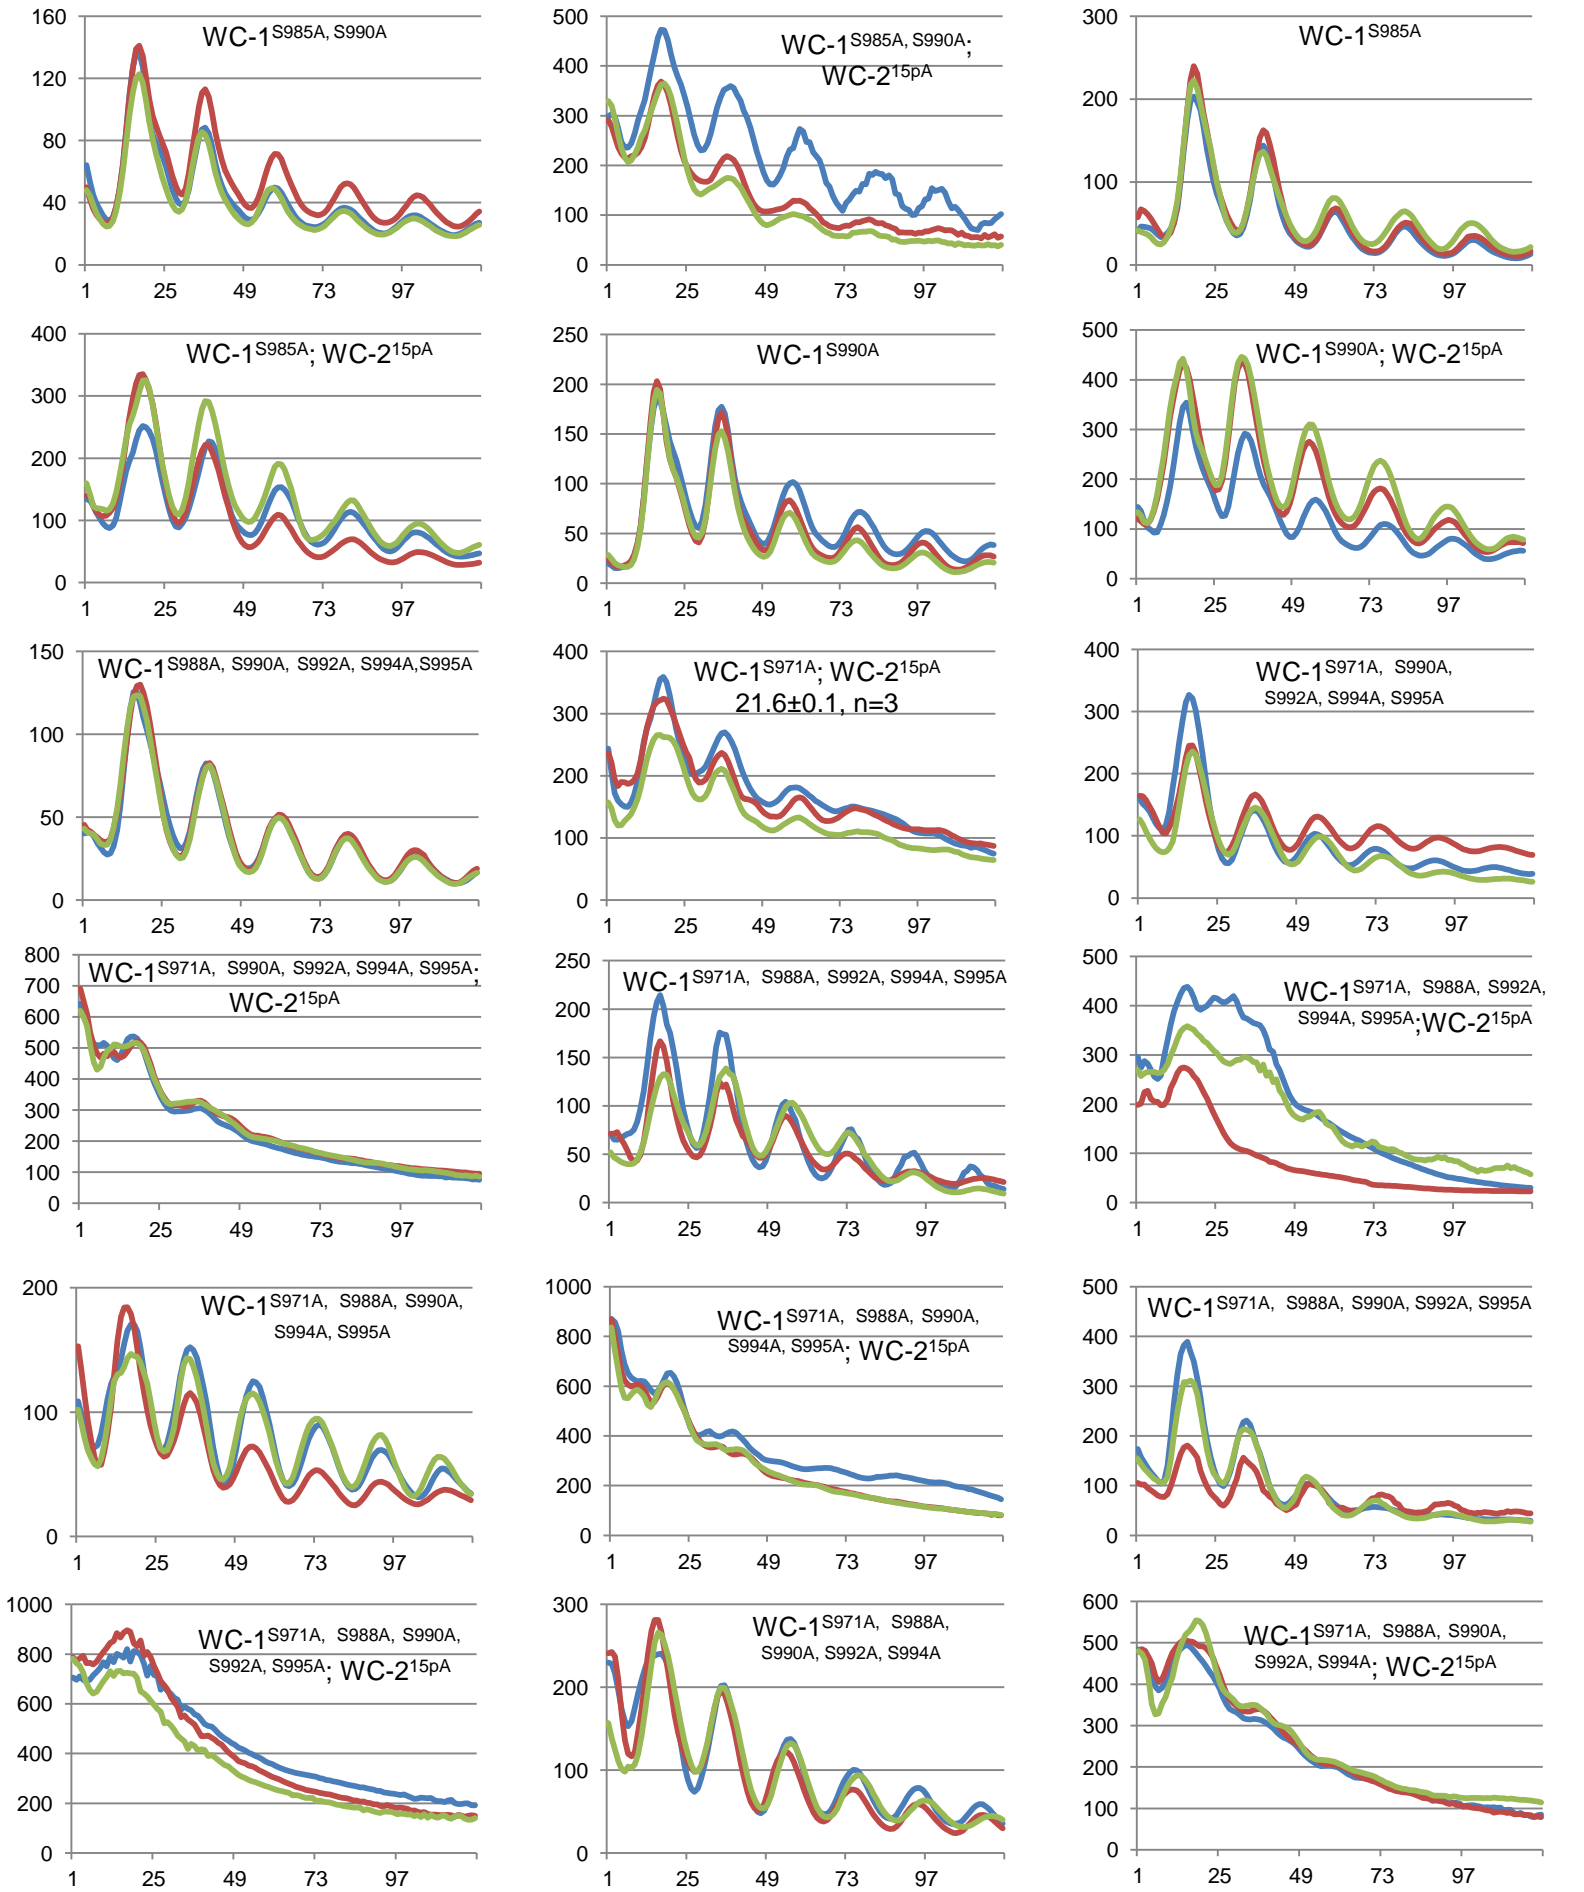 160
120
80
40
0
1 25 49 73 97
WC-1S985A, S990A
500
400
300
200
100
0
1 25 49 73 97
WC-1S985A, S990A;
WC-215pA
300
200
100
0
1 25 49 73 97
WC-1S985A
400
300
200
100
0
1 25 49 73 97
WC-1S985A; WC-215pA
250
200
150
100
50
0
1 25 49 73 97
WC-1S990A
500
400
300
200
100
0
1 25 49 73 97
WC-1S990A; WC-215pA
150
100
50
0
1 25 49 73 97
WC-1S988A, S990A, S992A, S994A,S995A
400
300
200
100
0
1 25 49 73 97
WC-1S971A; WC-215pA
21.6±0.1, n=3
400
300
200
100
0
1 25 49 73 97
WC-1S971A, S990A,
S992A, S994A, S995A
800
700
600
500
400
300
200
100
0
1 25 49 73 97
WC-1S971A, S990A, S992A, S994A, S995A;
WC-215pA
250
200
150
100
50
0
1 25 49 73 97
WC-1S971A, S988A, S992A, S994A, S995A
500
400
300
200
100
0
1 25 49 73 97
WC-1S971A, S988A, S992A,
S994A, S995A;WC-215pA
200
100
0
1 25 49 73 97
WC-1S971A, S988A, S990A,
S994A, S995A
1000
800
600
400
200
0
1 25 49 73 97
WC-1S971A, S988A, S990A,
S994A, S995A; WC-215pA
500
400
300
200
100
0
1 25 49 73 97
WC-1S971A, S988A, S990A, S992A, S995A
1000
800
600
400
200
0
1 25 49 73 97
WC-1S971A, S988A, S990A,
S992A, S995A; WC-215pA
300
200
100
0
1 25 49 73 97
WC-1S971A, S988A,
S990A, S992A, S994A
600
500
400
300
200
100
0
1 25 49 73 97
WC-1S971A, S988A, S990A,
S992A, S994A; WC-215pA